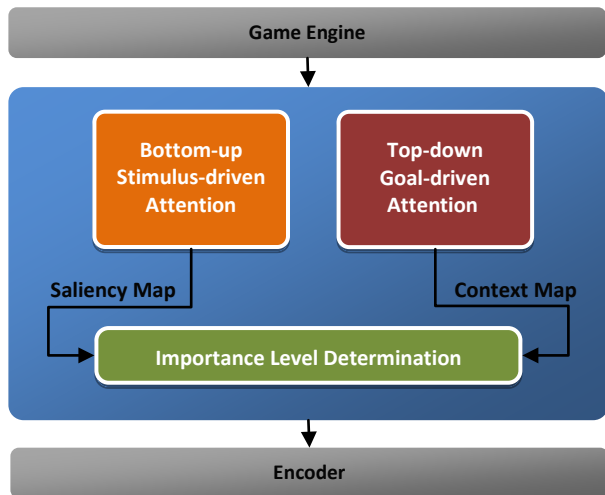 Game Engine
Bottom-up
Stimulus-driven
Attention
Top-down
Goal-driven
Attention
Saliency Map
Context Map
Importance Level Determination
Encoder